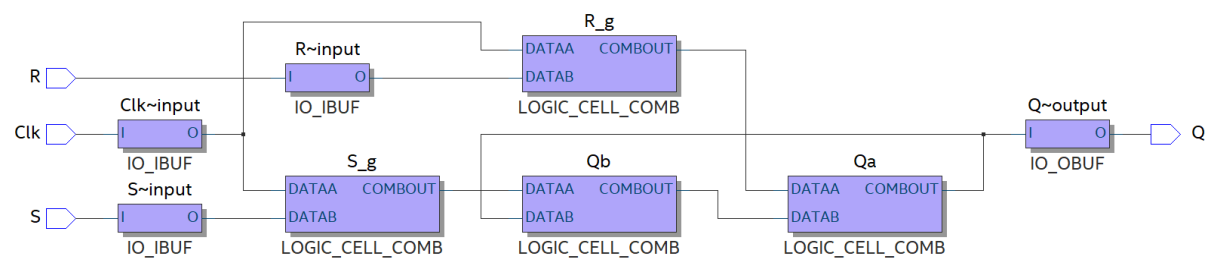 R_g
R~input
DATAA COMBOUT
R
I O
DATAB
Clk~input
IO_IBUF
LOGIC_CELL_COMB
Q~output
Clk
I O
I O
Q
IO_IBUF
S_g
Qb
Qa
IO_OBUF
S~input
DATAA COMBOUT
DATAA COMBOUT
DATAA COMBOUT
S
I O
DATAB
DATAB
DATAB
IO_IBUF
LOGIC_CELL_COMB
LOGIC_CELL_COMB
LOGIC_CELL_COMB